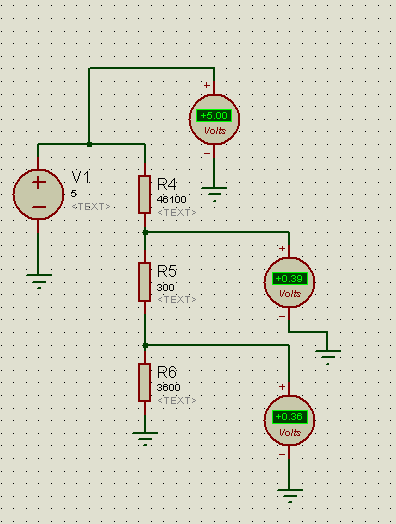 +
+5.00
Volts
−
V1
5
<TEXT>
+
−
R4
46100
<TEXT>
+
+0.39
Volts
−
R5
300
<TEXT>
R6
3600
<TEXT>
+
+0.36
Volts
−